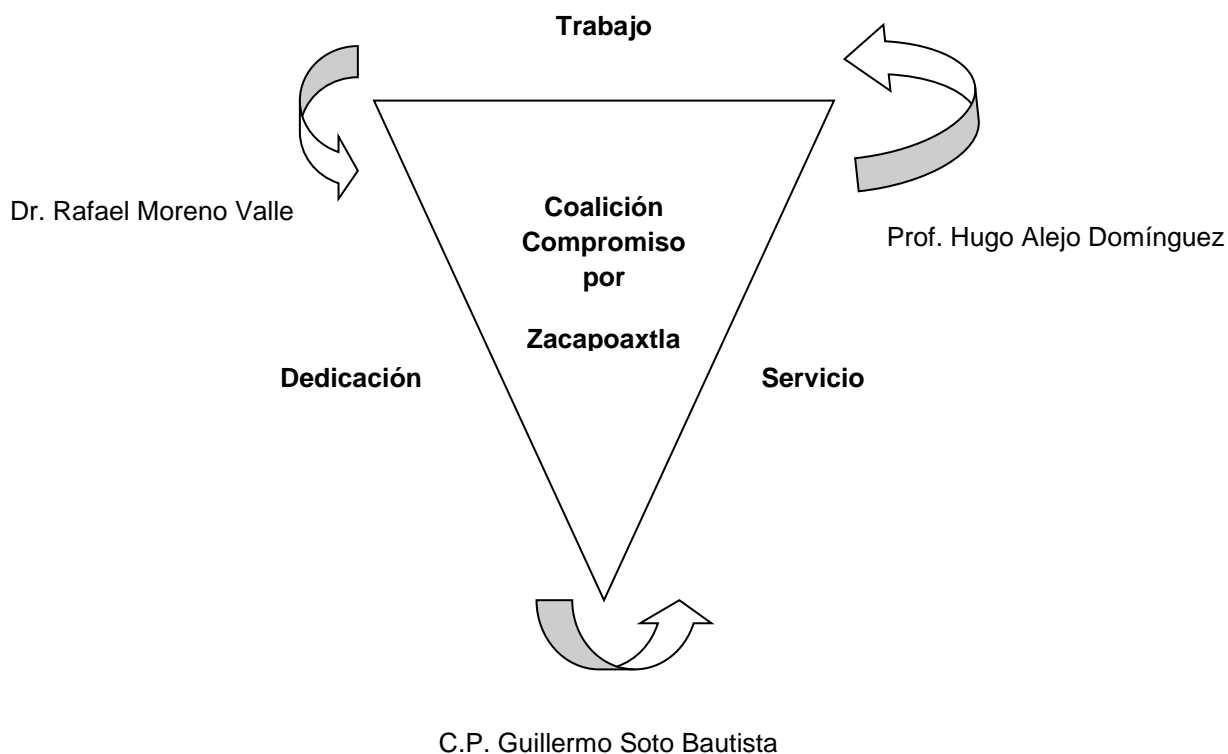 Trabajo
Dr. Rafael Moreno Valle
Coalición
Compromiso
por
Zacapoaxtla
Prof. Hugo Alejo Domínguez
Dedicación
Servicio
C.P. Guillermo Soto Bautista